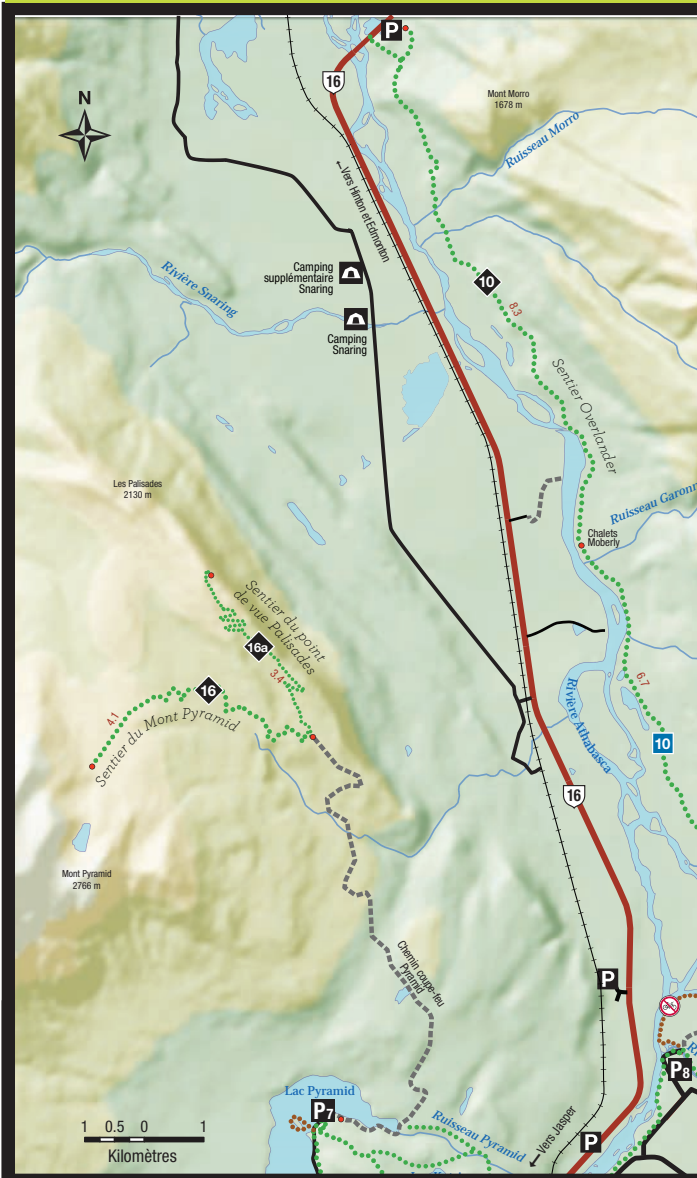 P
16
N
Mont Morro
1678 m
Ruisseau Morro
←Vers Hinton et Edmonton
Camping
supplémentaire
Snaring
Rivière Snaring
10
8.3
Camping
Snaring
Sentier Overlander
Les Palisades
2130 m
Ruisseau Garonn
Chalets
Moberly
Sentier du point
de vue Palisades
16a
3.4
16
4.1
Sentier du Mont Pyramid
6.7
Rivière Athabasca
10
16
Mont Pyramid
2766 m
Chemin coupe-feu
Pyramid
P
P8
Lac Pyramid
P7
Ruisseau Pyramid
←Vers Jasper
P
1 0.5 0 1
Kilomètres